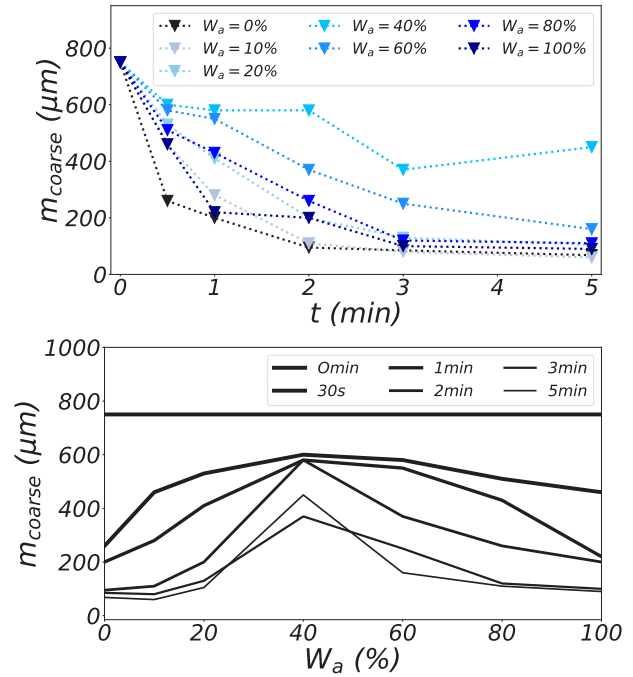 800
600
400
200
0
m_coarse (μm)
W_a = 0% W_a = 40% W_a = 80%
W_a = 10% W_a = 60% W_a = 100%
W_a = 20%
0 1 2 3 4 5
t (min)
1000
800
600
400
200
0
m_coarse (μm)
Omin 1min 3min
30s 2min 5min
0 20 40 60 80 100
W_a (%)